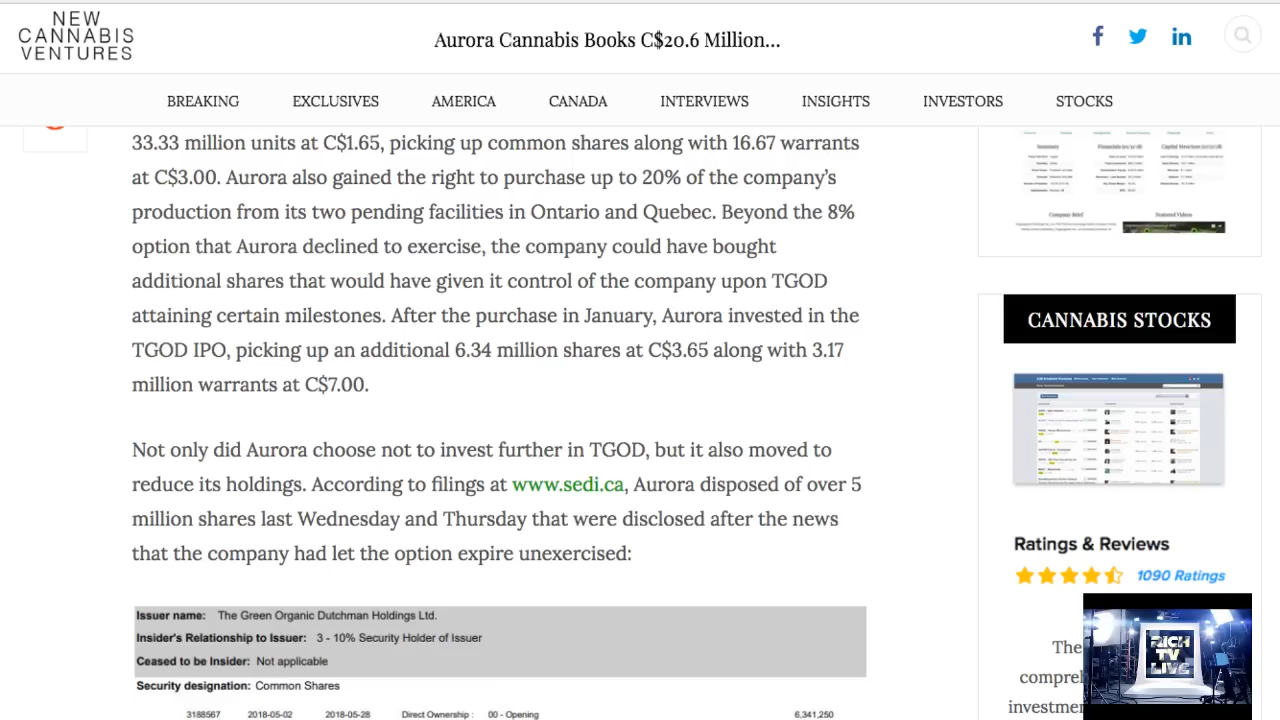 NEW
CANNABIS
VENTURES
Aurora Cannabis Books C$20.6 Million...
BREAKING EXCLUSIVES AMERICA CANADA INTERVIEWS INSIGHTS INVESTORS STOCKS
33.33 million units at C$1.65, picking up common shares along with 16.67 warrants
at C$3.00. Aurora also gained the right to purchase up to 20% of the company's
production from its two pending facilities in Ontario and Quebec. Beyond the 8%
option that Aurora declined to exercise, the company could have bought
additional shares that would have given it control of the company upon TGOD
attaining certain milestones. After the purchase in January, Aurora invested in the
TGOD IPO, picking up an additional 6.34 million shares at C$3.65 along with 3.17
million warrants at C$7.00.
Not only did Aurora choose not to invest further in TGOD, but it also moved to
reduce its holdings. According to filings at www.sedi.ca, Aurora disposed of over 5
million shares last Wednesday and Thursday that were disclosed after the news
that the company had let the option expire unexercised:
Issuer name: The Green Organic Dutchman Holdings Ltd.
Insider's Relationship to Issuer: 3 - 10% Security Holder of Issuer
Ceased to be Insider: Not applicable
Security designation: Common Shares
3188567 2018-05-02 2018-05-28 Direct Ownership : 00 - Opening 6,341,250
Summary
Company Brief Featured Videos
CANNABIS STOCKS
Ratings & Reviews
1090 Ratings
The
compre
investme
RICH
TV
LIVE